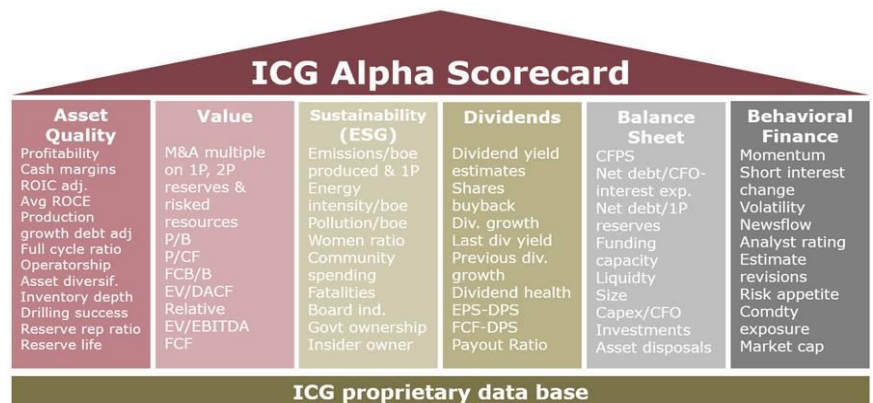 ICG Alpha Scorecard
Asset
Quality
Profitability
Cash margins
ROIC adj.
Avg ROCE
Production
growth debt adj
Full cycle ratio
Operatorship
Asset diversif.
Inventory depth
Drilling success
Reserve rep ratio
Reserve life
Value
M&A multiple
on 1P, 2P
reserves &
risked
resources
P/B
P/CF
FCB/B
EV/DACF
Relative
EV/EBITDA
FCF
Sustainability
(ESG)
Emissions/boe
produced & 1P
Energy
intensity/boe
Pollution/boe
Women ratio
Community
spending
Fatalities
Board ind.
Govt ownership
Insider owner
Dividends
Dividend yield
estimates
Shares
buyback
Div. growth
Last div yield
Previous div.
growth
Dividend health
EPS-DPS
FCF-DPS
Payout Ratio
Balance
Sheet
CFPS
Net debt/CFO-
interest exp.
Net debt/1P
reserves
Funding
capacity
Liquidty
Size
Capex/CFO
Investments
Asset disposals
Behavioral
Finance
Momentum
Short interest
change
Volatility
Newsflow
Analyst rating
Estimate
revisions
Risk appetite
Comdty
exposure
Market cap
ICG proprietary data base